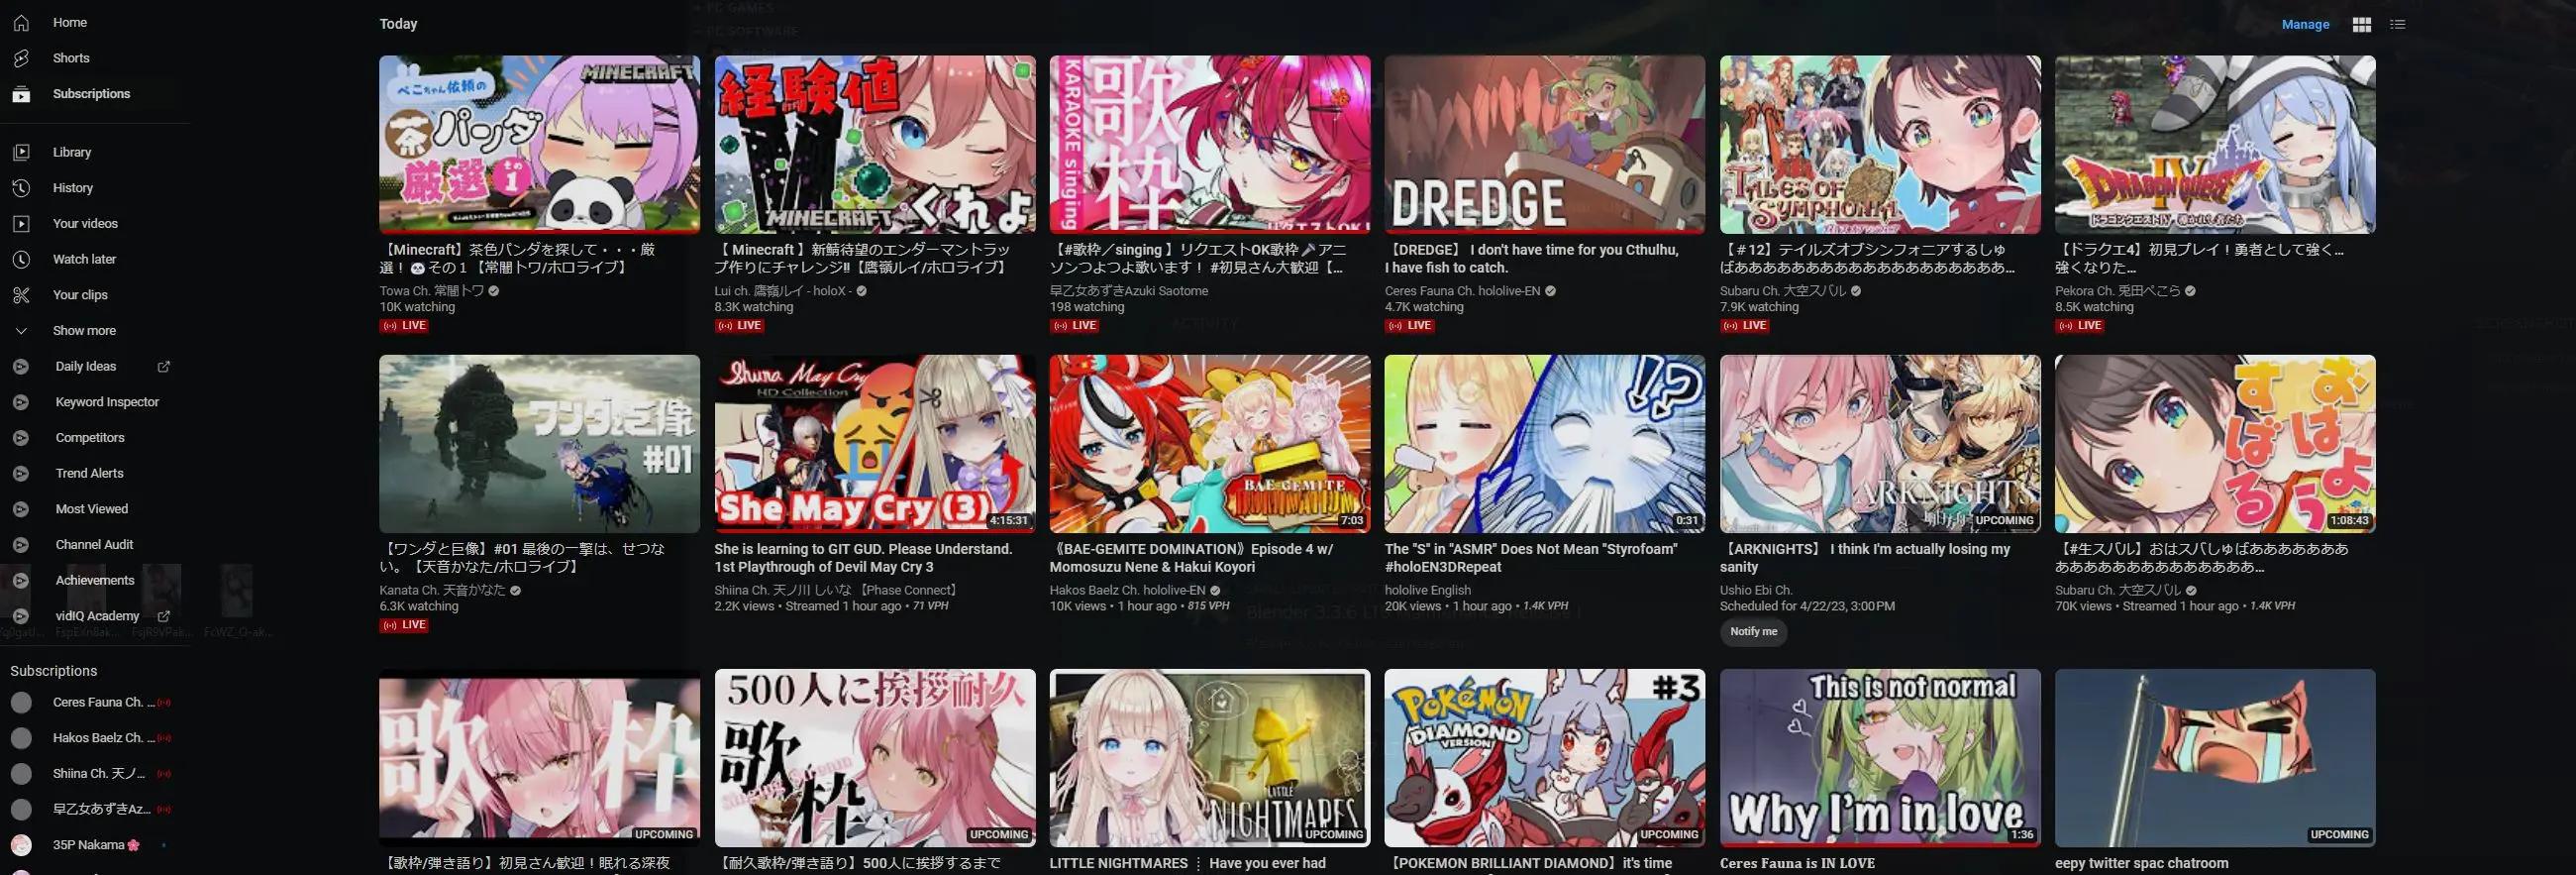 Home
Shorts
Subscriptions
Library
History
Your videos
Watch later
Your clips
Show more
Daily Ideas
Keyword Inspector
Competitors
Trend Alerts
Most Viewed
Channel Audit
Achievements
vidIQ Academy
Subscriptions
Ceres Fauna Ch. ...
Hakos Baelz Ch. ...
Shiina Ch. 天ノ...
早乙女あずきAz...
35P Nakama🌸
Today
Manage
MINECRAFT
ぺこちゃん依頼の
茶パンダ
厳選 その1
【Minecraft】茶色パンダを探して・・・厳
選！🐼その１【常闇トワ/ホロライブ】
Towa Ch. 常闇トワ
10K watching
LIVE
経験値
MINECRAFT
くれよ
【 Minecraft 】新鯖待望のエンダーマントラッ
プ作りにチャレンジ‼【鷹嶺ルイ/ホロライブ】
Lui ch. 鷹嶺ルイ - holoX -
8.3K watching
LIVE
KARAOKE singing
歌枠
【#歌枠／singing 】リクエストOK歌枠🎤アニ
ソンつよつよ歌います！ #初見さん大歓迎【...
早乙女あずきAzuki Saotome
198 watching
LIVE
DREDGE
【DREDGE】 I don't have time for you Cthulhu,
I have fish to catch.
Ceres Fauna Ch. hololive-EN
4.7K watching
LIVE
TALES OF
SYMPHONIA
【＃12】テイルズオブシンフォニアするしゅ
ばあああああああああああああああああああ...
Subaru Ch. 大空スバル
7.9K watching
LIVE
DRAGON QUEST IV
ドラゴンクエストIV 導かれし者たち
【ドラクエ4】初見プレイ！勇者として強く...
強くなりた...
Pekora Ch. 兎田ぺこら
8.5K watching
LIVE
ワンダと巨像
#01
【ワンダと巨像】#01 最後の一撃は、せつな
い。【天音かなた/ホロライブ】
Kanata Ch. 天音かなた
6.3K watching
LIVE
Shuna May Cry
HD Collection
She May Cry (3)
4:15:31
She is learning to GIT GUD. Please Understand.
1st Playthrough of Devil May Cry 3
Shiina Ch. 天ノ川 しいな 【Phase Connect】
2.2K views • Streamed 1 hour ago • 71 VPH
BAE-GEMITE
DOMINATION
7:03
《BAE-GEMITE DOMINATION》Episode 4 w/
Momosuzu Nene & Hakui Koyori
Hakos Baelz Ch. hololive-EN
10K views • 1 hour ago • 815 VPH
!?
0:31
The "S" in "ASMR" Does Not Mean "Styrofoam"
#holoEN3DRepeat
hololive English
20K views • 1 hour ago • 1.4K VPH
ARKNIGHTS
UPCOMING
【ARKNIGHTS】 I think I'm actually losing my
sanity
Ushio Ebi Ch.
Scheduled for 4/22/23, 3:00 PM
Notify me
おはよう
すばる
1:08:43
【#生スバル】おはスバしゅばあああああああ
あああああああああああああああ...
Subaru Ch. 大空スバル
70K views • Streamed 1 hour ago • 1.4K VPH
歌枠
UPCOMING
【歌枠/弾き語り】初見さん歓迎！眠れる深夜
500人に挨拶耐久
歌枠
UPCOMING
【耐久歌枠/弾き語り】500人に挨拶するまで
LITTLE
NIGHTMARES
UPCOMING
LITTLE NIGHTMARES ┊ Have you ever had
POKÉMON
DIAMOND
VERSION
#3
UPCOMING
【POKEMON BRILLIANT DIAMOND】it's time
This is not normal
Why I'm in love
1:36
Ceres Fauna is IN LOVE
UPCOMING
eepy twitter spac chatroom